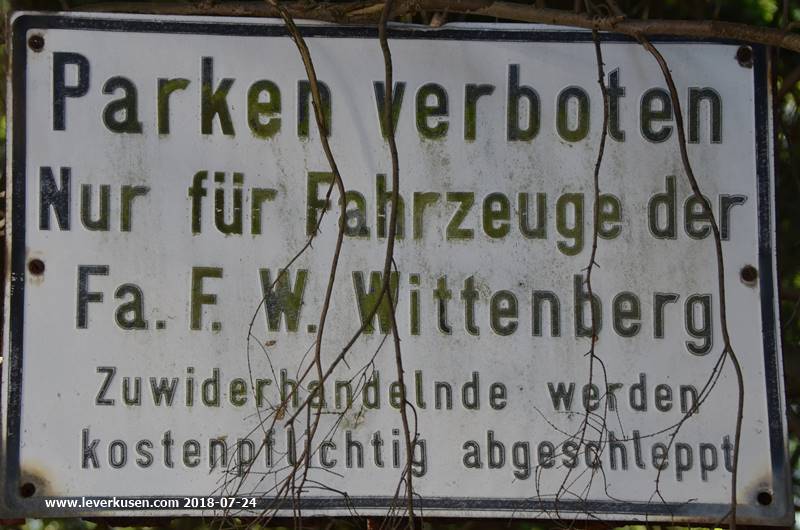 Parken verboten
Nur für Fahrzeuge der
Fa. F. W. Wittenberg
Zuwiderhandelnde werden
kostenpflichtig abgeschleppt
www.leverkusen.com 2018-07-24